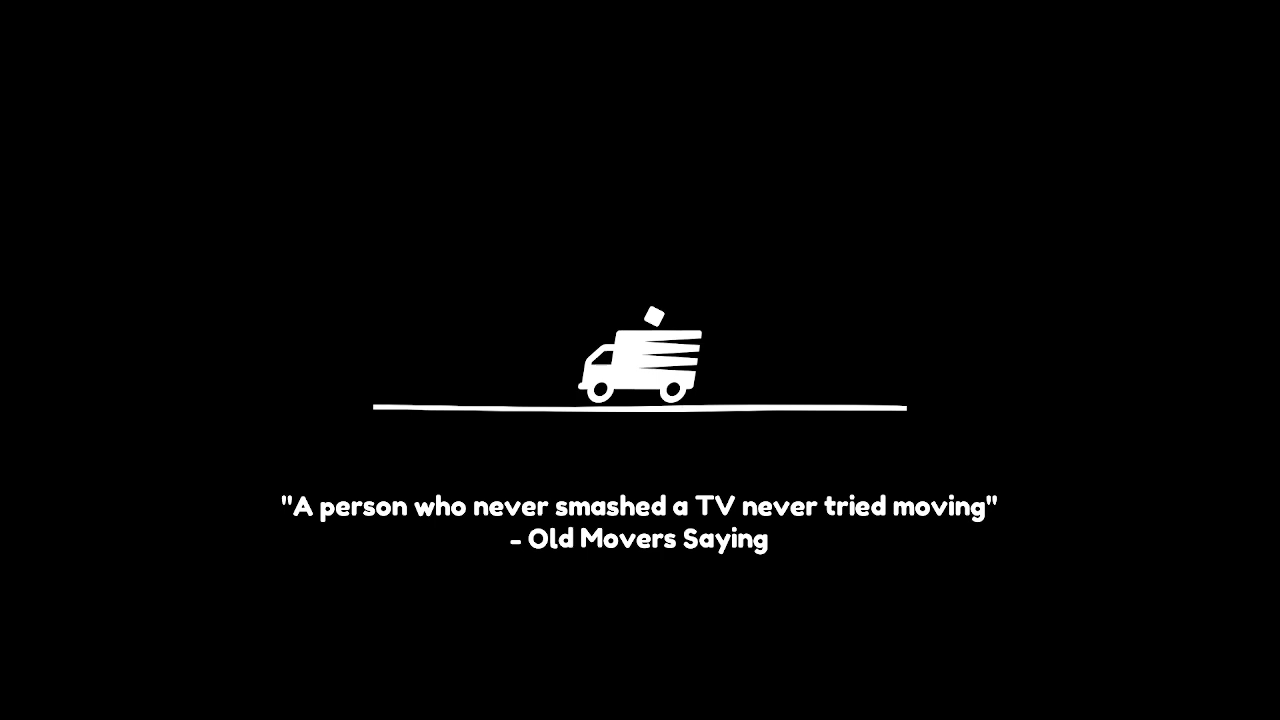 "A person who never smashed a TV never tried moving"
- Old Movers Saying